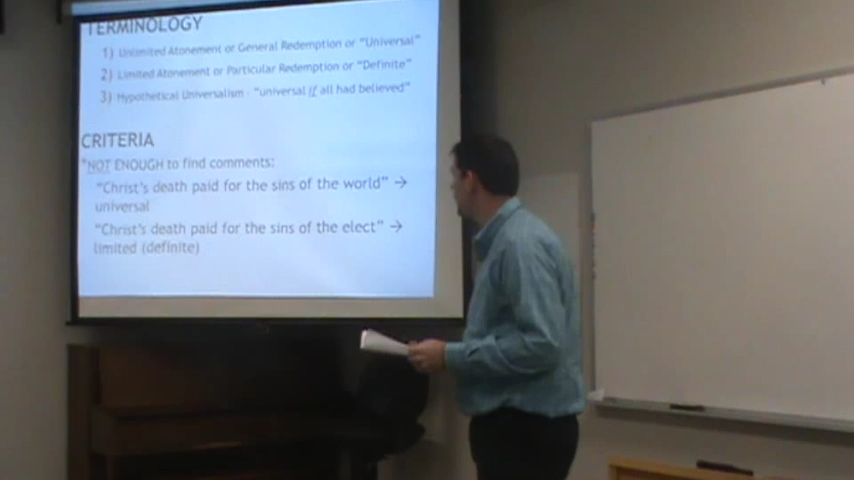 TERMINOLOGY
1) Unlimited Atonement or General Redemption or "Universal"
2) Limited Atonement or Particular Redemption or "Definite"
3) Hypothetical Universalism - "universal if all had believed"
CRITERIA
*NOT ENOUGH to find comments:
"Christ's death paid for the sins of the world" →
universal
"Christ's death paid for the sins of the elect" →
limited (definite)